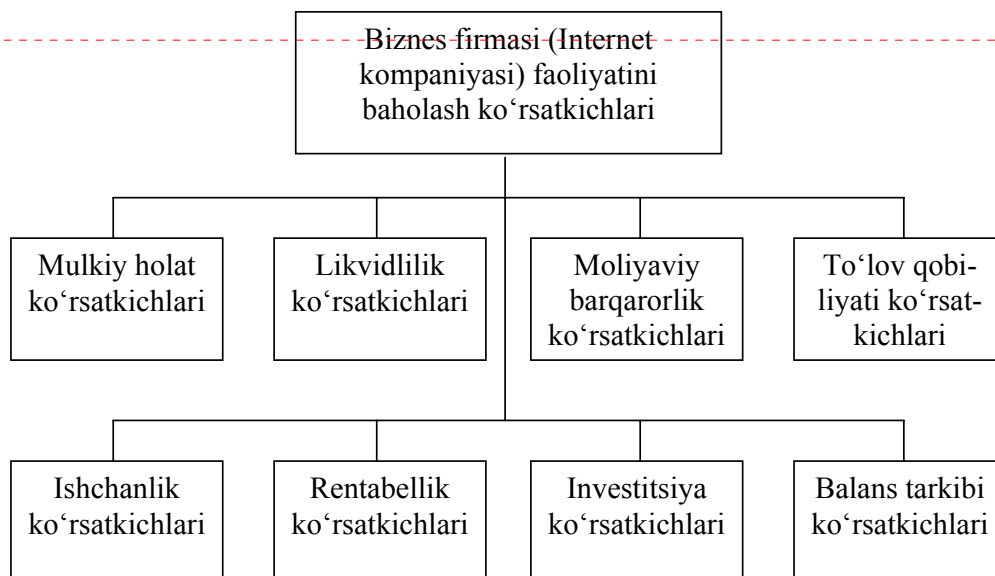 Biznes firmasi (Internet
kompaniyasi) faoliyatini
baholash ko‘rsatkichlari
Mulkiy holat
ko‘rsatkichlari
Likvidlilik
ko‘rsatkichlari
Moliyaviy
barqarorlik
ko‘rsatkichlari
To‘lov qobi-
liyati ko‘rsat-
kichlari
Ishchanlik
ko‘rsatkichlari
Rentabellik
ko‘rsatkichlari
Investitsiya
ko‘rsatkichlari
Balans tarkibi
ko‘rsatkichlari